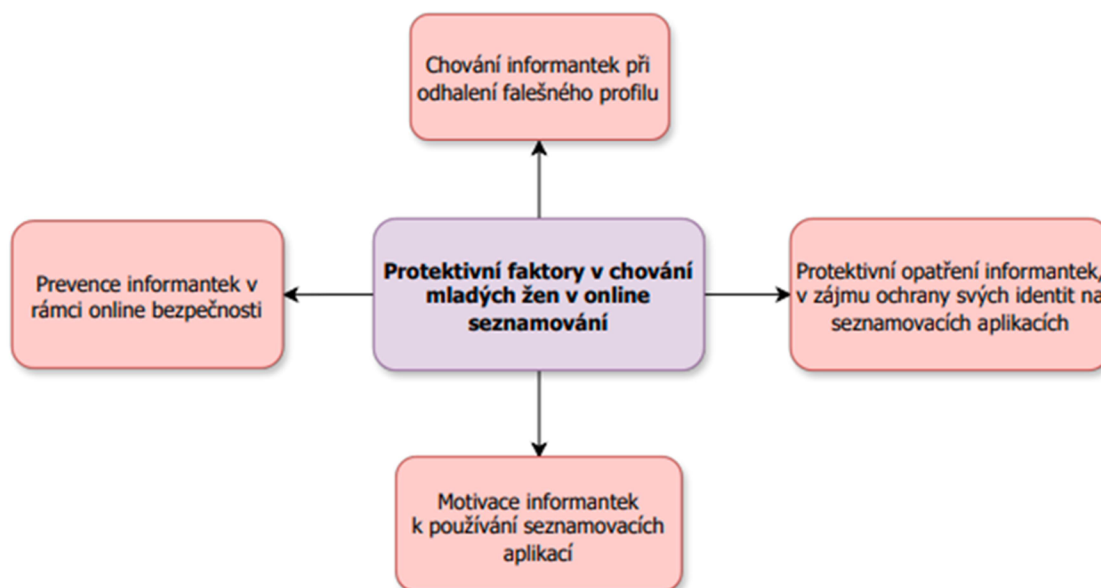 Chování informantek při
odhalení falešného profilu
Prevence informantek v
rámci online bezpečnosti
Protektivní faktory v chování
mladých žen v online
seznamování
Protektivní opatření informantek,
v zájmu ochrany svých identit na
seznamovacích aplikacích
Motivace informantek
k používání seznamovacích
aplikací